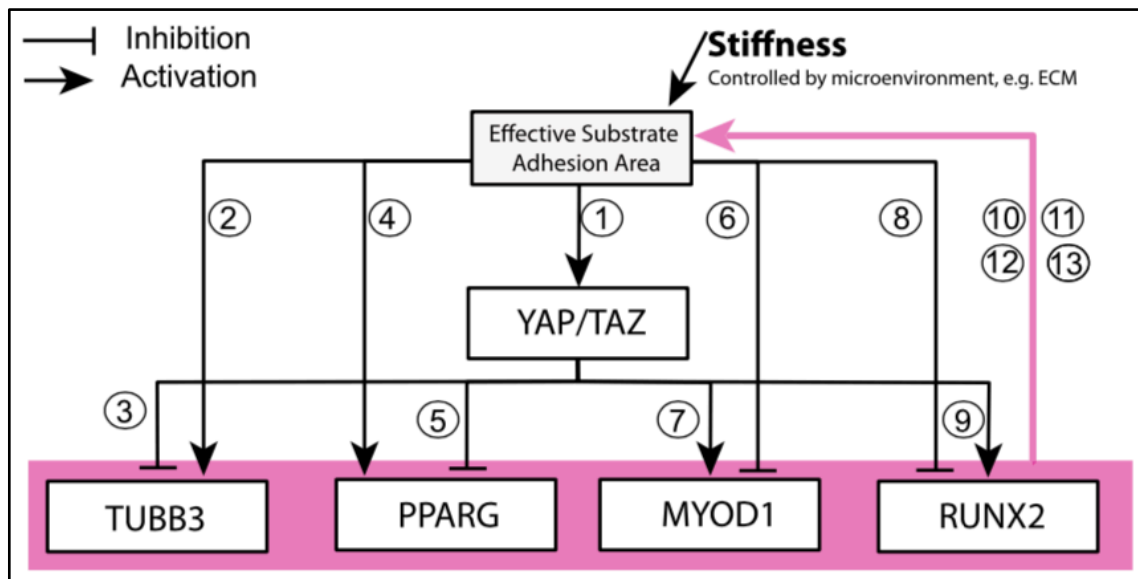 Inhibition
Activation
Stiffness
Controlled by microenvironment, e.g. ECM
Effective Substrate
Adhesion Area
2
4
1
6
8
10
11
12
13
YAP/TAZ
3
5
7
9
TUBB3
PPARG
MYOD1
RUNX2